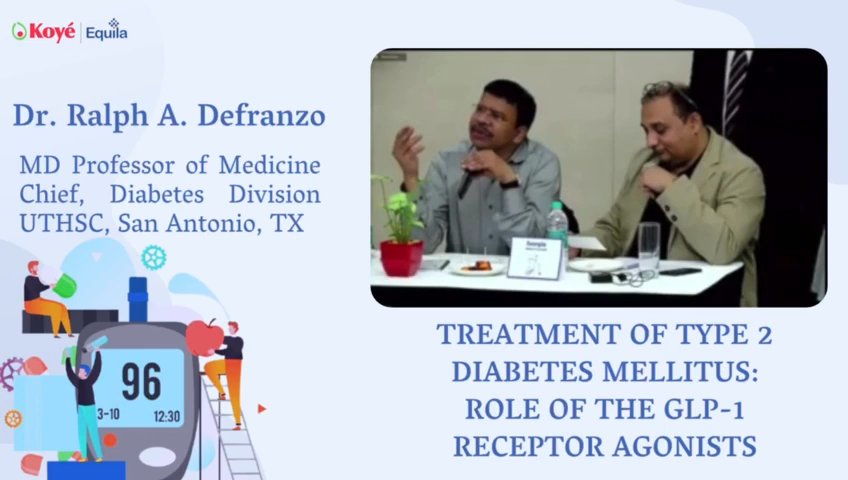 Koyé | Equila
Dr. Ralph A. Defranzo
MD Professor of Medicine
Chief, Diabetes Division
UTHSC, San Antonio, TX
96
3-10 12:30
TREATMENT OF TYPE 2
DIABETES MELLITUS:
ROLE OF THE GLP-1
RECEPTOR AGONISTS